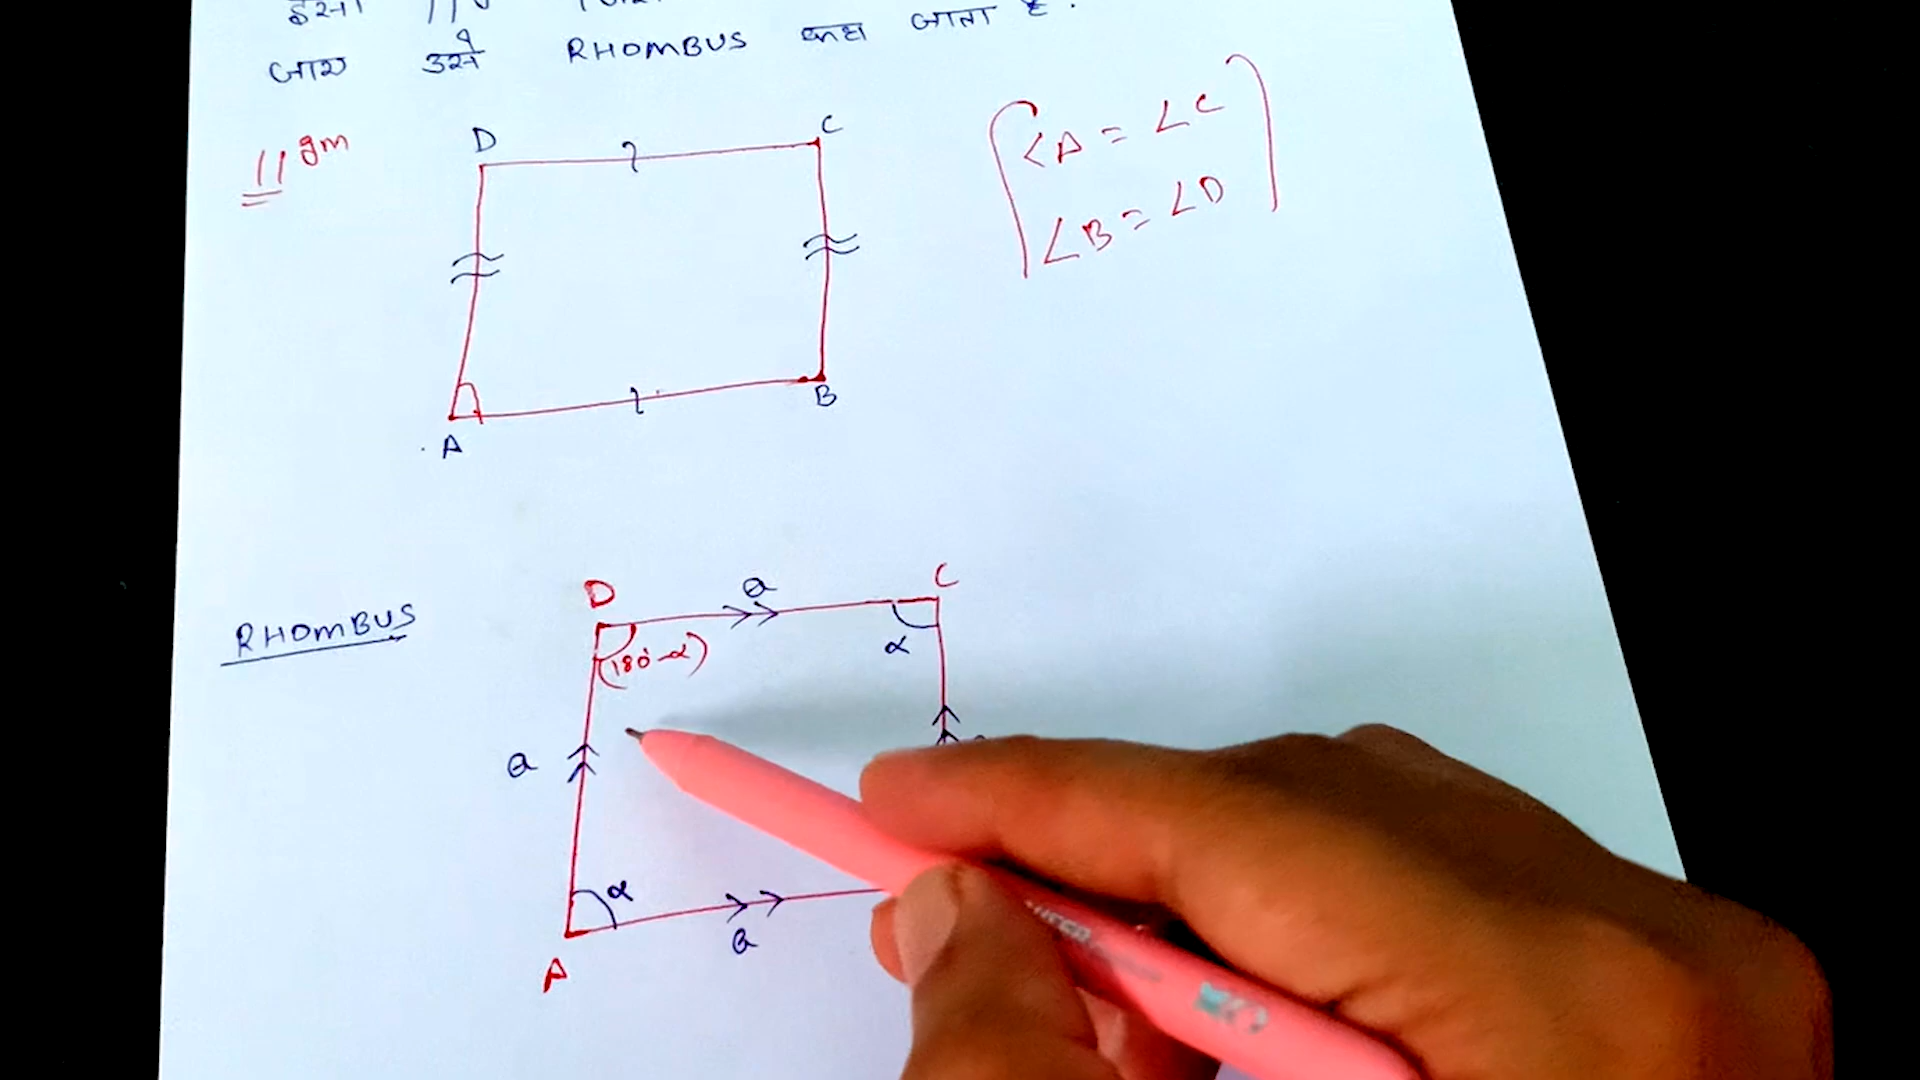 जाए उसे RHOMBUS कहा जाता है.
||gm
D C
∠A = ∠C
∠B = ∠D
A B
RHOMBUS
D a C
(180°-α) α
a
α
a
A